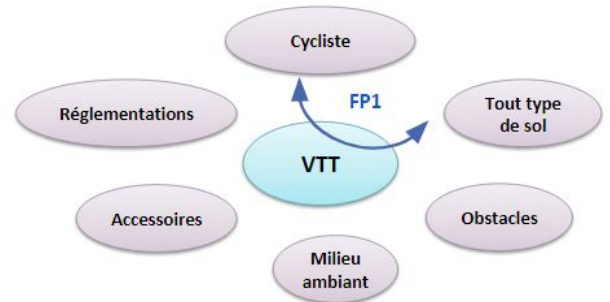 Cycliste
FP1
Réglementations
Tout type
de sol
VTT
Accessoires
Obstacles
Milieu
ambiant